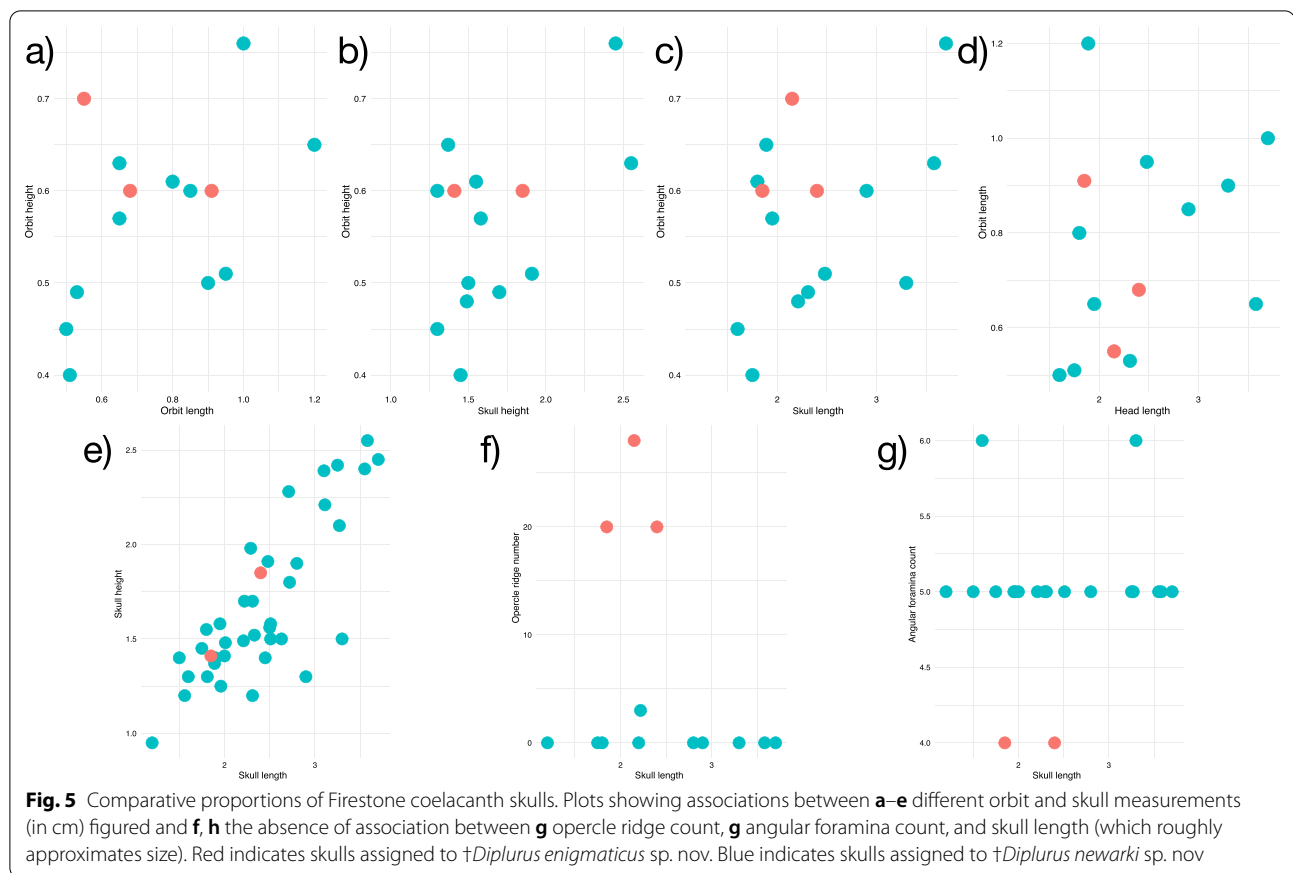 a)
0.7
0.6
0.5
0.4
Orbit height
0.6 0.8 1.0 1.2
Orbit length
b)
0.7
0.6
0.5
0.4
Orbit height
1.0 1.5 2.0 2.5
Skull height
c)
0.7
0.6
0.5
0.4
Orbit height
2 3
Skull length
d)
1.2
1.0
0.8
0.6
Orbit length
2 3
Head length
e)
2.5
2.0
1.5
1.0
Skull height
2 3
Skull length
f)
20
10
0
Opercle ridge number
2 3
Skull length
g)
6.0
5.5
5.0
4.5
4.0
Angular foramina count
2 3
Skull length
Fig. 5 Comparative proportions of Firestone coelacanth skulls. Plots showing associations between a–e different orbit and skull measurements
(in cm) figured and f, h the absence of association between g opercle ridge count, g angular foramina count, and skull length (which roughly
approximates size). Red indicates skulls assigned to †Diplurus enigmaticus sp. nov. Blue indicates skulls assigned to †Diplurus newarki sp. nov